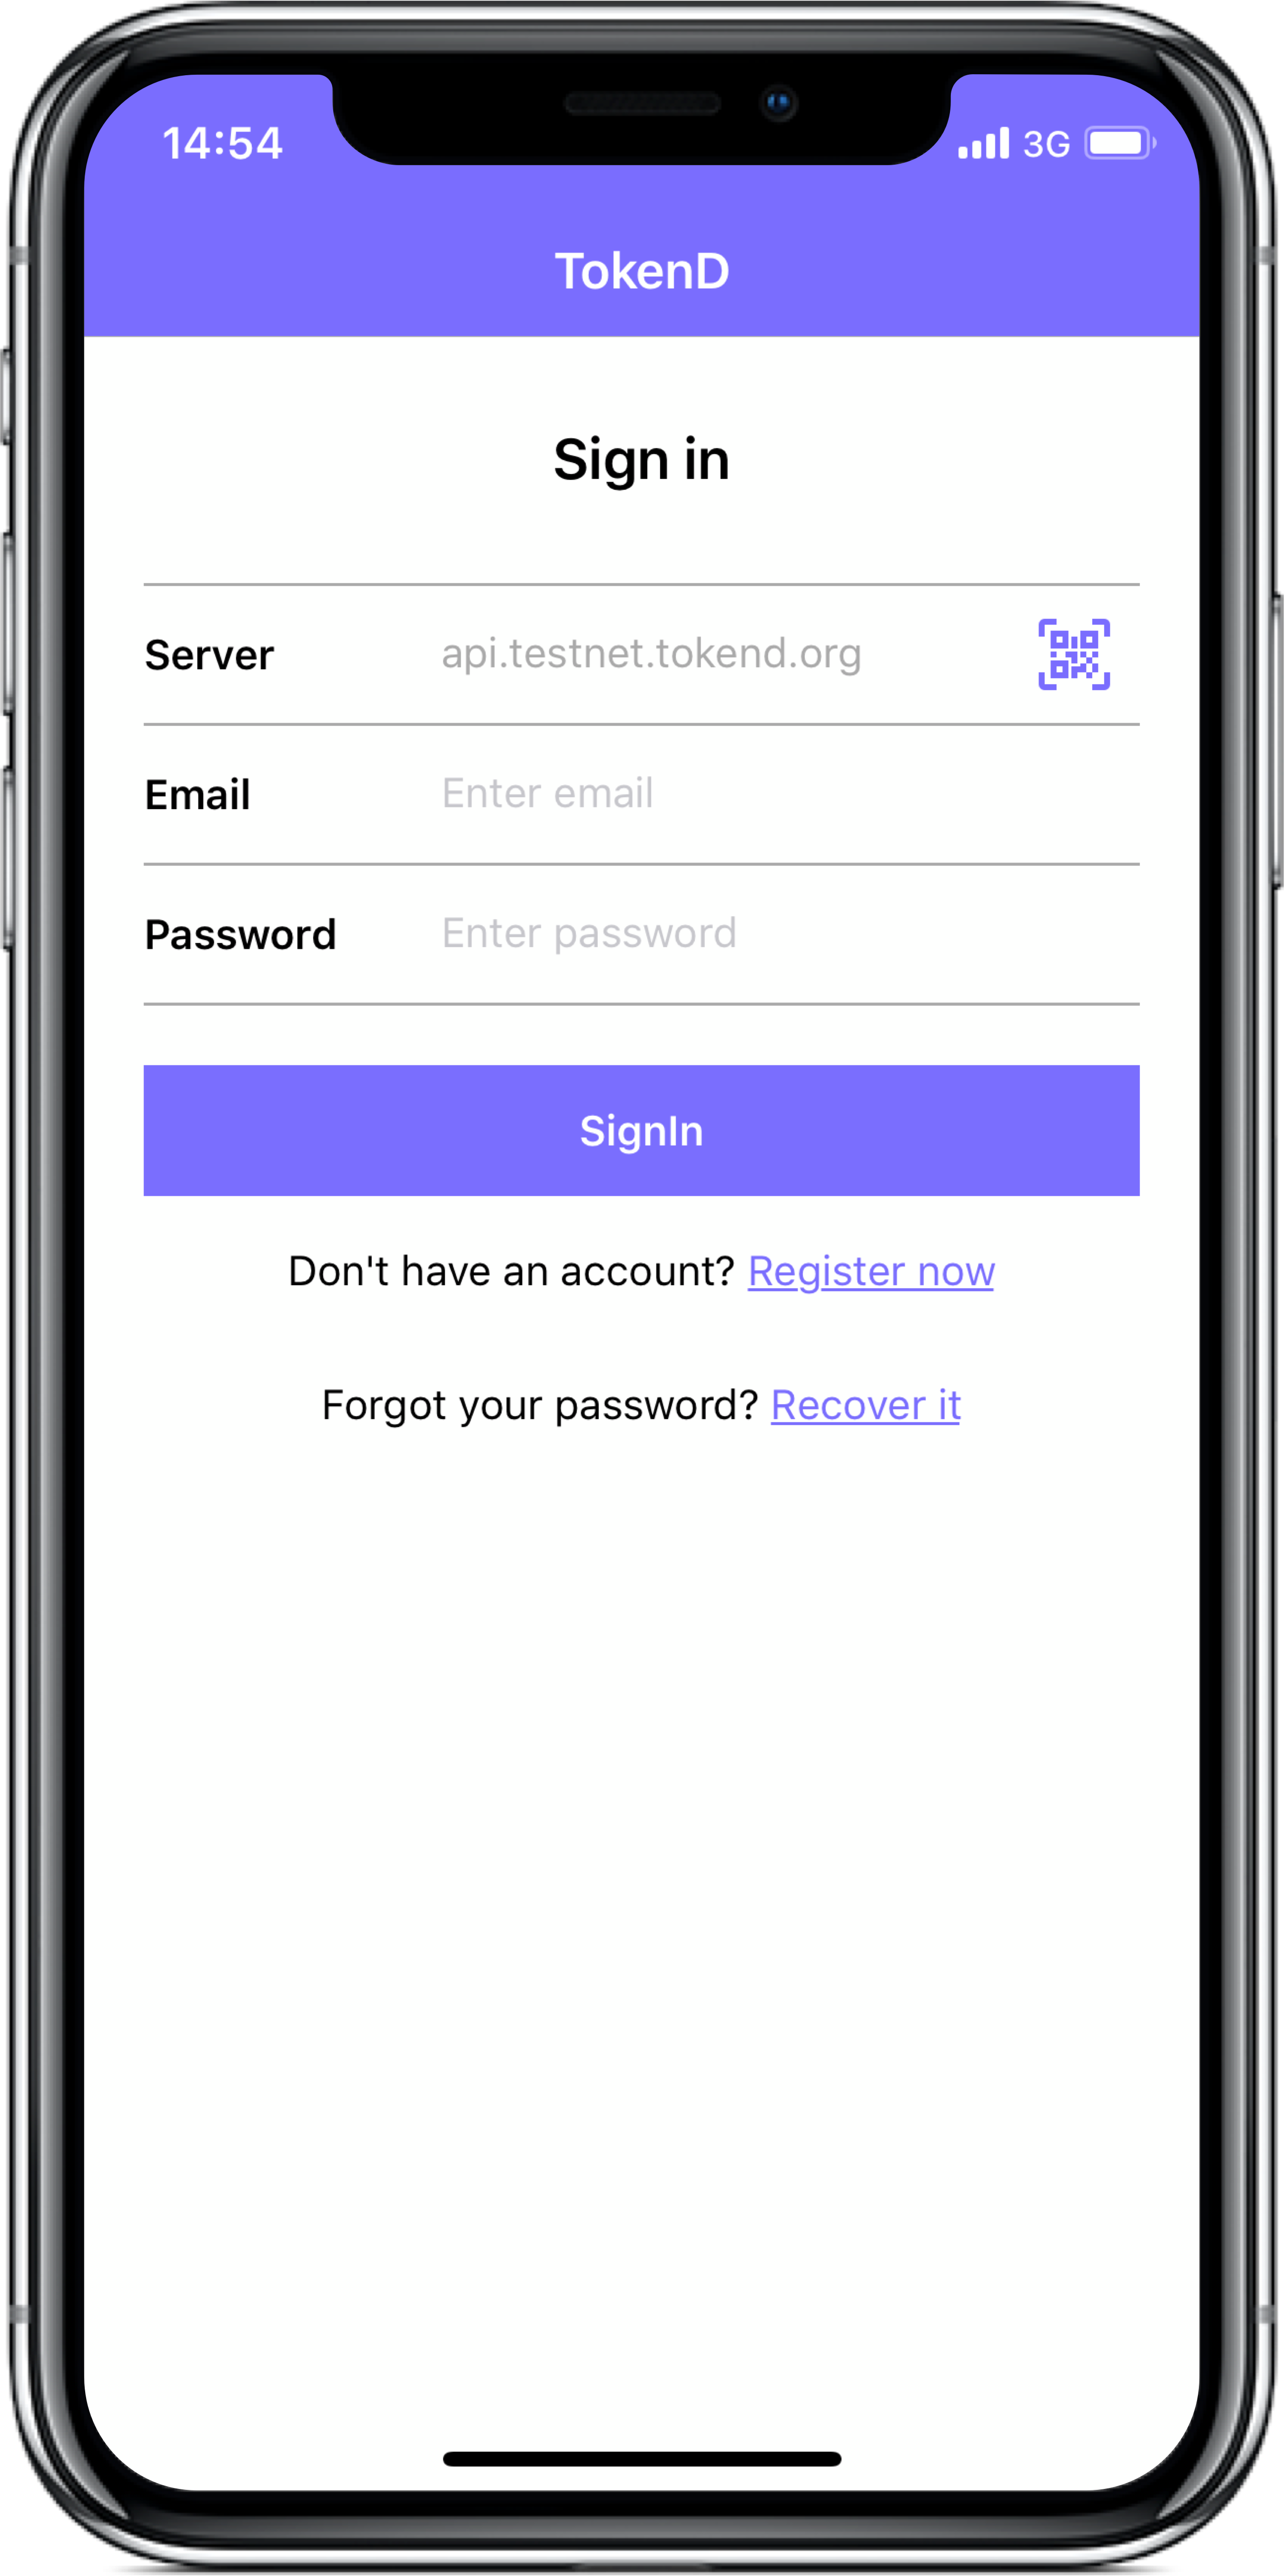 14:54 3G
TokenD
Sign in
Server api.testnet.tokend.org
Email Enter email
Password Enter password
SignIn
Don't have an account? Register now
Forgot your password? Recover it